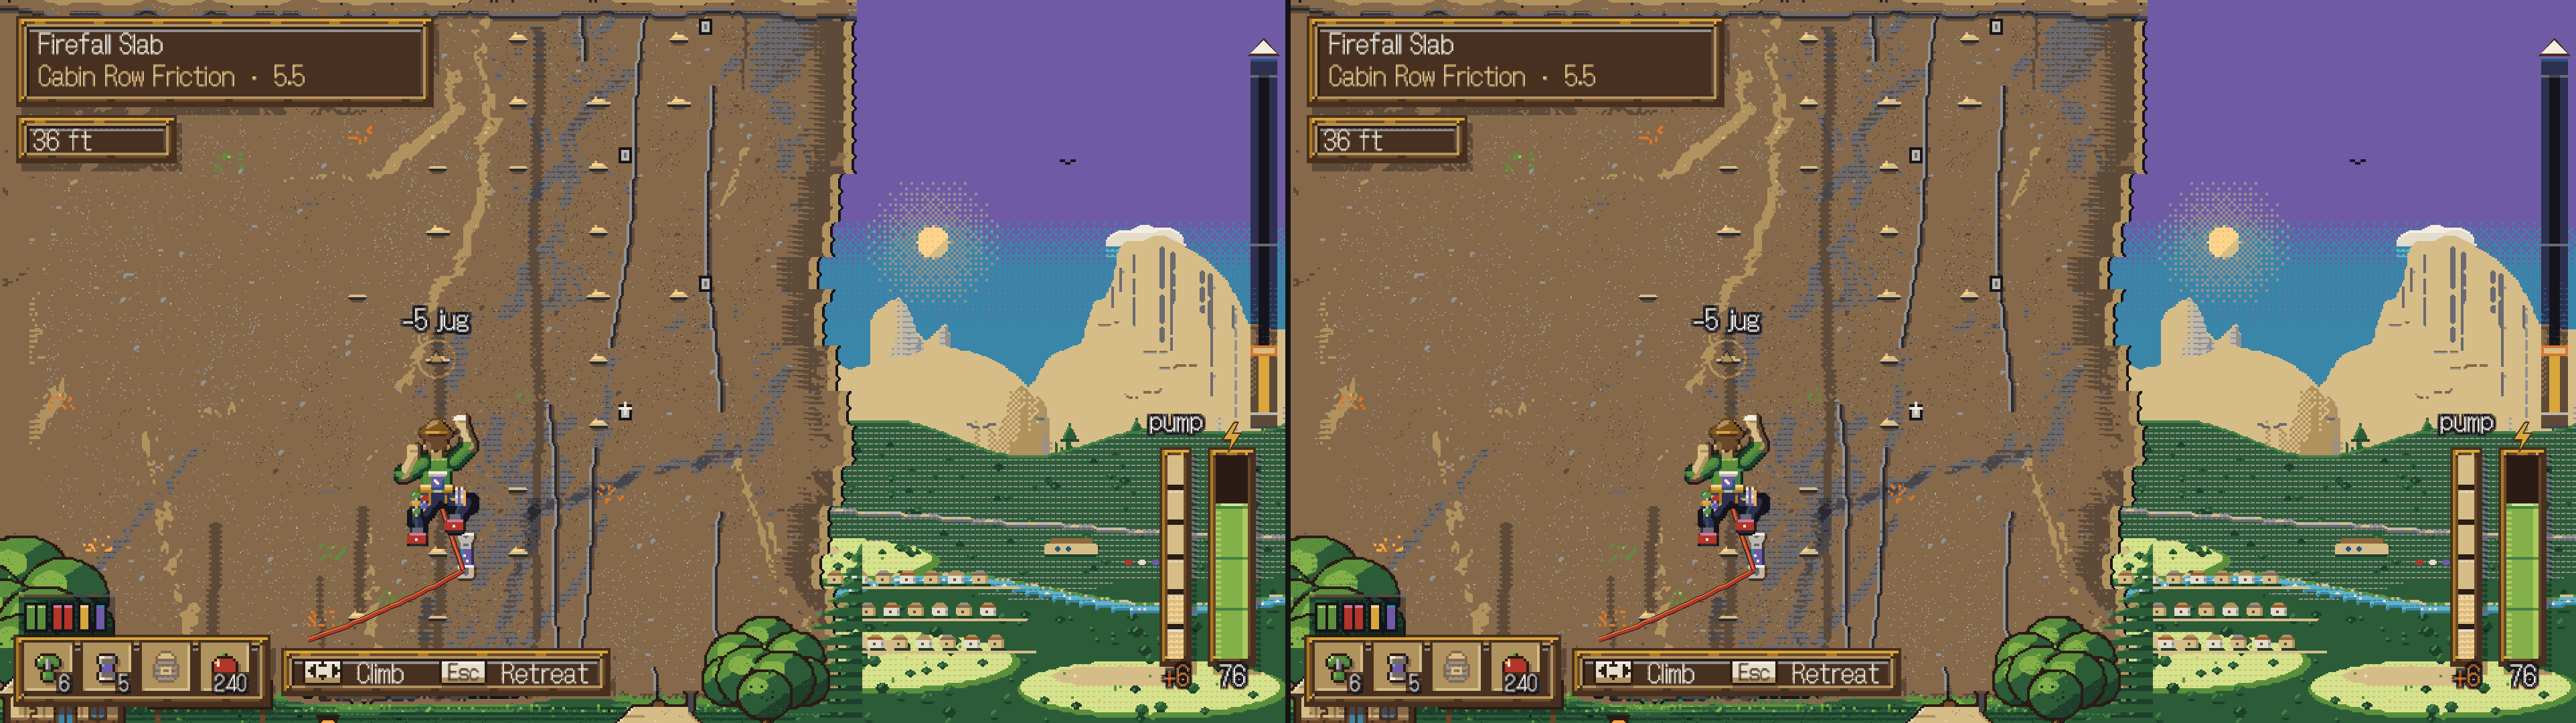 Firefall Slab
Cabin Row Friction · 5.5
36 ft
-5 jug
pump
6
5
240
Climb
Esc
Retreat
+6
76
Firefall Slab
Cabin Row Friction · 5.5
36 ft
-5 jug
pump
6
5
240
Climb
Esc
Retreat
+6
76